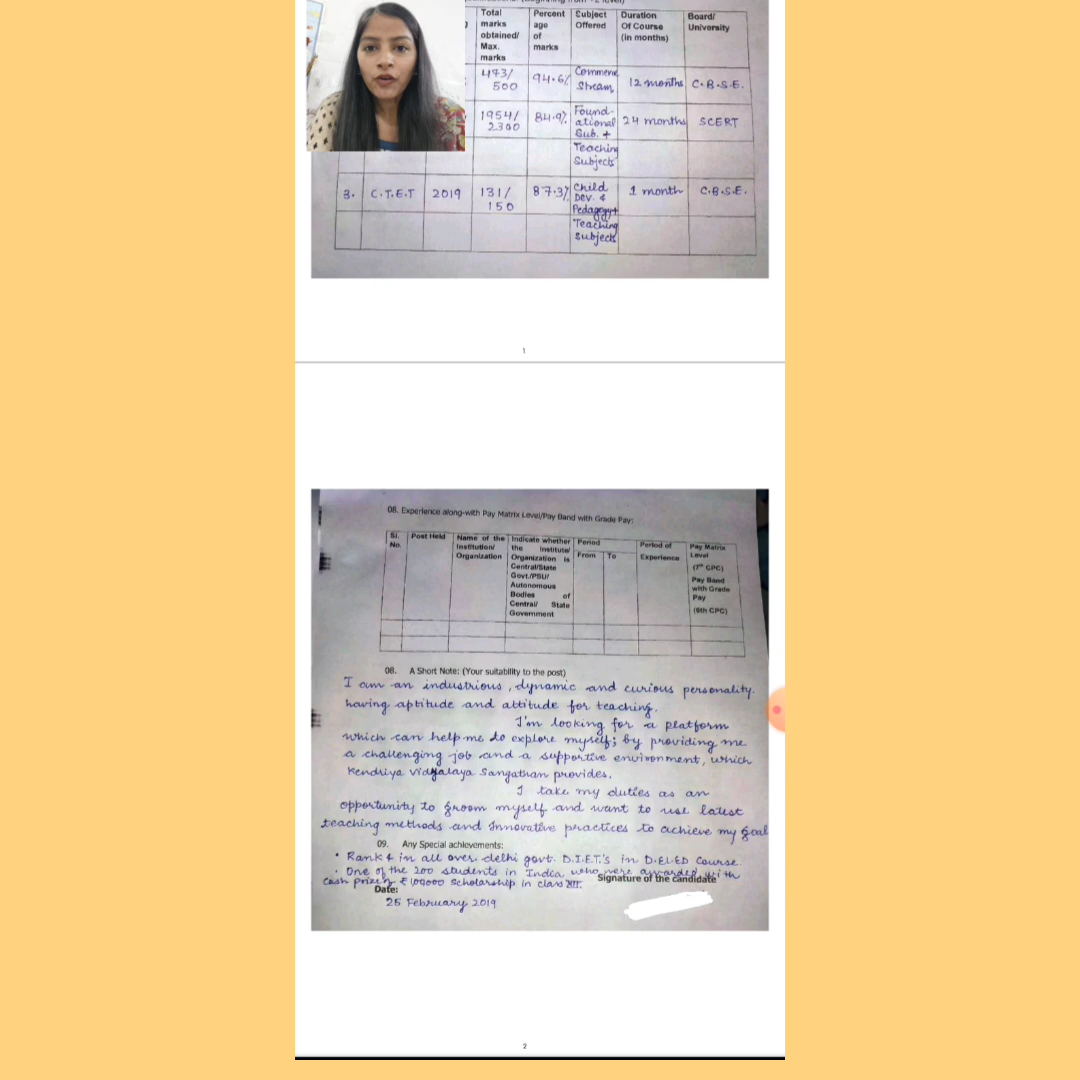 Total marks obtained/ Max. marks
Percent age of marks
Cubject Offered
Duration Of Course (in months)
Board/ University
473/ 500
94.6%
Commerce Stream
12 months
C.B.S.E.
1954/ 2300
84.9%
Found- ational Sub. +
24 months
SCERT
Teaching Subjects
3.
C.T.E.T
2019
131/ 150
87.3%
Child Dev. & Pedagogy+
1 month
C.B.S.E.
Teaching Subjects
1
08. Experience along-with Pay Matrix Level/Pay Band with Grade Pay:
Sl. No.
Post Held
Name of the Institution/ Organization
Indicate whether the Institute/ Organization is Central/State Govt./PSU/ Autonomous Bodies of Central/ State Government
Period
From
To
Period of Experience
Pay Matrix Level (7th CPC) Pay Band with Grade Pay (6th CPC)
08. A Short Note: (Your suitability to the post)
I am an industrious, dynamic and curious personality.
having aptitude and attitude for teaching.
I'm looking for a platform
which can help me to explore myself; by providing me
a challenging job and a supportive environment, which
Kendriya Vidyalaya Sangathan provides.
I take my duties as an
opportunity to groom myself and want to use latest
teaching methods and Innovative practices to achieve my goal
09. Any Special achievements:
• Rank 4 in all over delhi govt. D.I.E.T.'s in D.El.ED Course.
• One of the 200 students in India who were awarded with
cash prize of ₹ 100000 Scholarship in class XII.
Signature of the candidate
Date:
25 February 2019
2